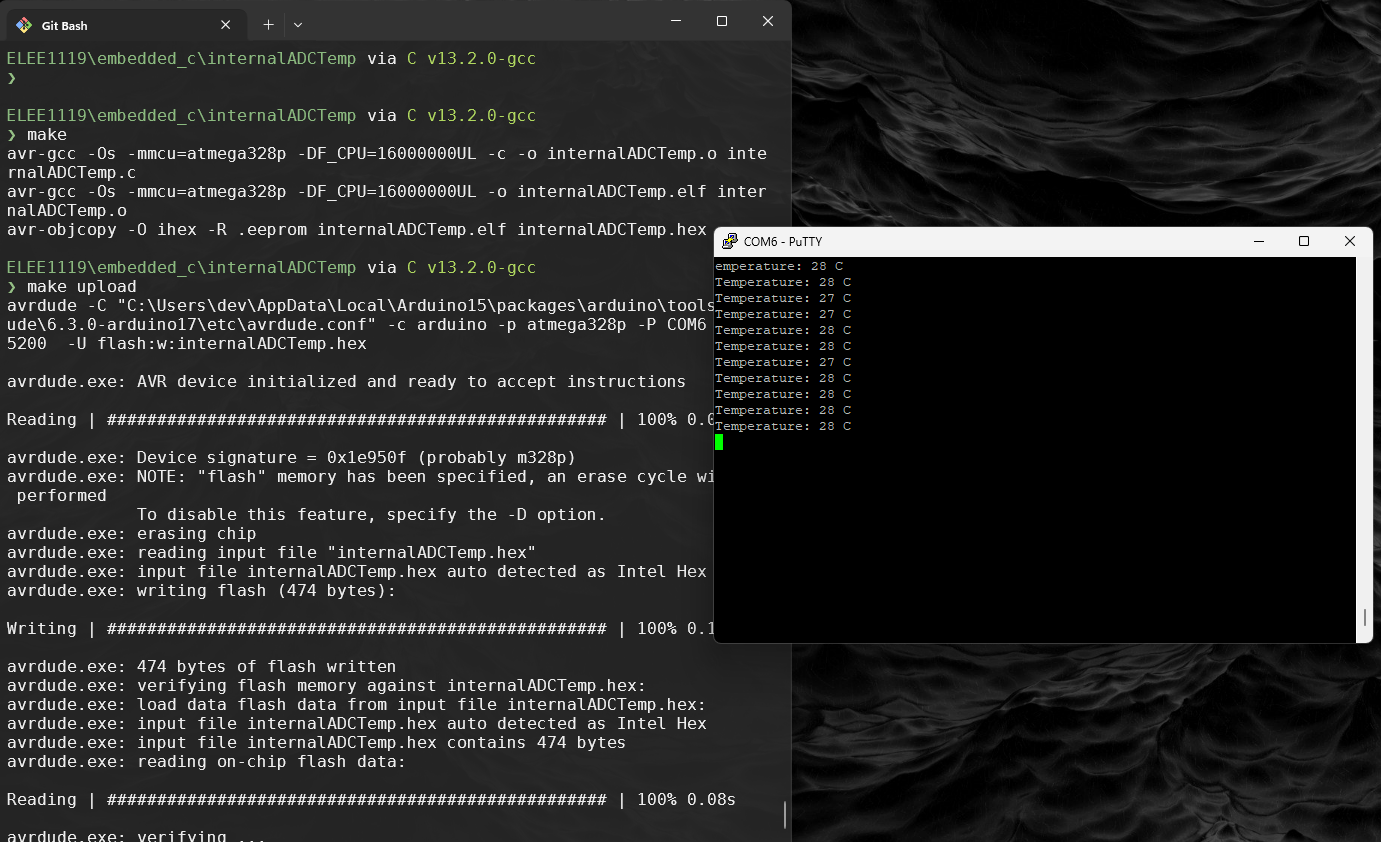 Git Bash
ELEE1119\embedded_c\internalADCTemp via C v13.2.0-gcc
❯
ELEE1119\embedded_c\internalADCTemp via C v13.2.0-gcc
❯ make
avr-gcc -Os -mmcu=atmega328p -DF_CPU=16000000UL -c -o internalADCTemp.o inte
rnalADCTemp.c
avr-gcc -Os -mmcu=atmega328p -DF_CPU=16000000UL -o internalADCTemp.elf inter
nalADCTemp.o
avr-objcopy -O ihex -R .eeprom internalADCTemp.elf internalADCTemp.hex
ELEE1119\embedded_c\internalADCTemp via C v13.2.0-gcc
❯ make upload
avrdude -C "C:\Users\dev\AppData\Local\Arduino15\packages\arduino\tools
ude\6.3.0-arduino17\etc\avrdude.conf" -c arduino -p atmega328p -P COM6
5200  -U flash:w:internalADCTemp.hex
avrdude.exe: AVR device initialized and ready to accept instructions
Reading | ################################################## | 100% 0.0
avrdude.exe: Device signature = 0x1e950f (probably m328p)
avrdude.exe: NOTE: "flash" memory has been specified, an erase cycle wi
 performed
             To disable this feature, specify the -D option.
avrdude.exe: erasing chip
avrdude.exe: reading input file "internalADCTemp.hex"
avrdude.exe: input file internalADCTemp.hex auto detected as Intel Hex
avrdude.exe: writing flash (474 bytes):
Writing | ################################################## | 100% 0.1
avrdude.exe: 474 bytes of flash written
avrdude.exe: verifying flash memory against internalADCTemp.hex:
avrdude.exe: load data flash data from input file internalADCTemp.hex:
avrdude.exe: input file internalADCTemp.hex auto detected as Intel Hex
avrdude.exe: input file internalADCTemp.hex contains 474 bytes
avrdude.exe: reading on-chip flash data:
Reading | ################################################## | 100% 0.08s
avrdude.exe: verifying ...
COM6 - PuTTY
emperature: 28 C
Temperature: 28 C
Temperature: 27 C
Temperature: 27 C
Temperature: 28 C
Temperature: 28 C
Temperature: 27 C
Temperature: 28 C
Temperature: 28 C
Temperature: 28 C
Temperature: 28 C